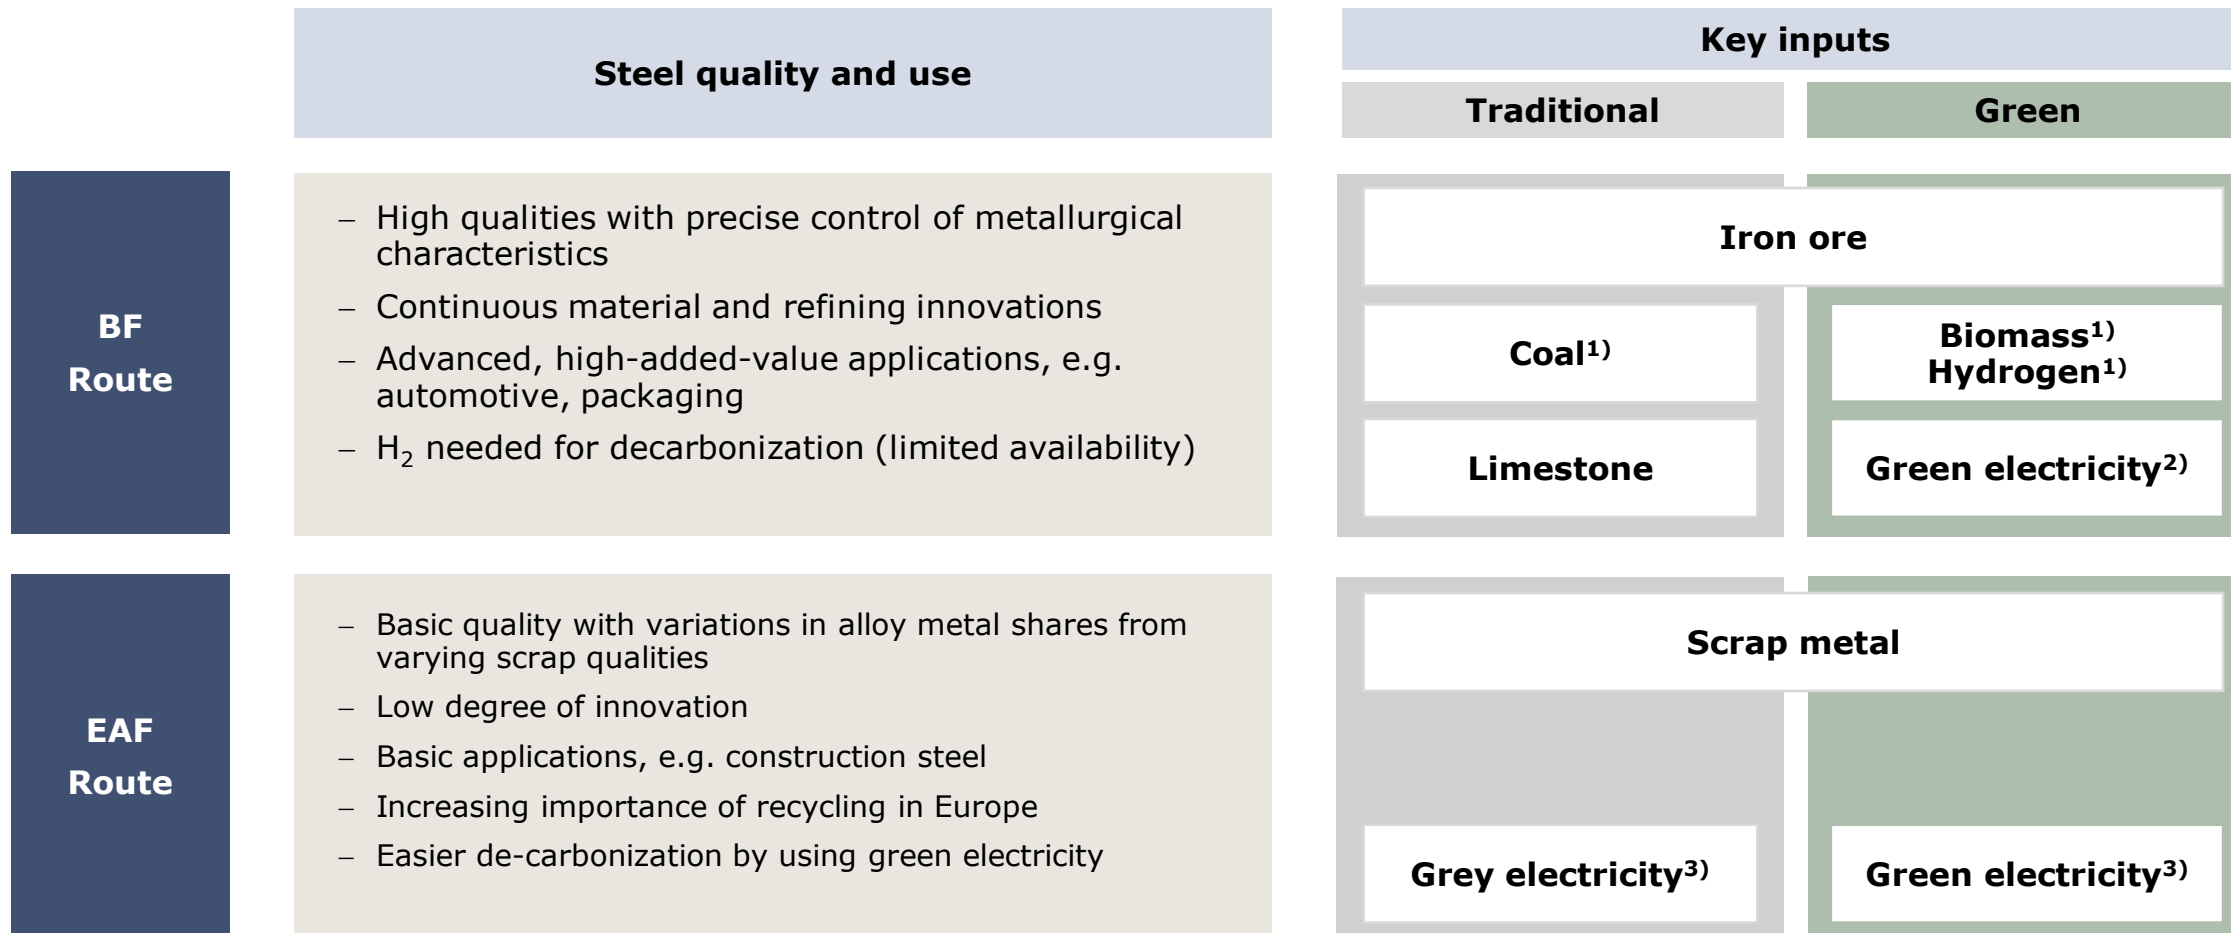 Steel quality and use
Key inputs
Traditional
Green
BF
Route
– High qualities with precise control of metallurgical
characteristics
– Continuous material and refining innovations
– Advanced, high-added-value applications, e.g.
automotive, packaging
– H₂ needed for decarbonization (limited availability)
Iron ore
Coal¹⁾
Biomass¹⁾
Hydrogen¹⁾
Limestone
Green electricity²⁾
EAF
Route
– Basic quality with variations in alloy metal shares from
varying scrap qualities
– Low degree of innovation
– Basic applications, e.g. construction steel
– Increasing importance of recycling in Europe
– Easier de-carbonization by using green electricity
Scrap metal
Grey electricity³⁾
Green electricity³⁾